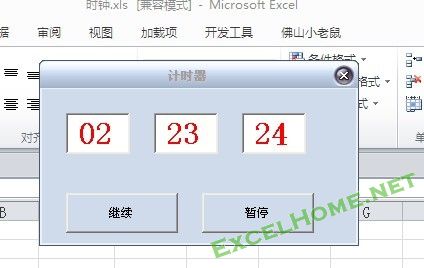 时钟.xls [兼容模式] - Microsoft Excel
据 审阅 视图 加载项 开发工具 佛山小老鼠
条件格式
计时器
格式
对齐
单
02 23 24
继续 暂停
B G
EXCELHOME.NET